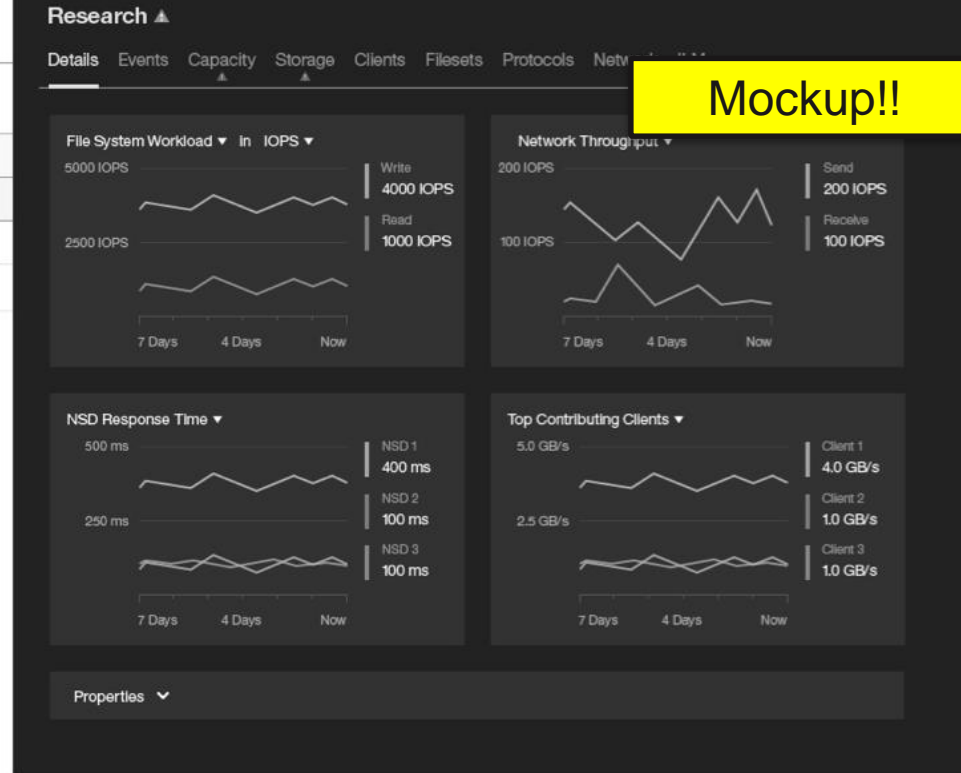 Research
Details Events Capacity Storage Clients Filesets Protocols
Mockup!!
File System Workload in IOPS
5000 IOPS
2500 IOPS
Write
4000 IOPS
Read
1000 IOPS
7 Days 4 Days Now
Network Throughput
200 IOPS
100 IOPS
Send
200 IOPS
Receive
100 IOPS
7 Days 4 Days Now
NSD Response Time
500 ms
250 ms
NSD 1
400 ms
NSD 2
100 ms
NSD 3
100 ms
7 Days 4 Days Now
Top Contributing Clients
5.0 GB/s
2.5 GB/s
Client 1
4.0 GB/s
Client 2
1.0 GB/s
Client 3
1.0 GB/s
7 Days 4 Days Now
Properties